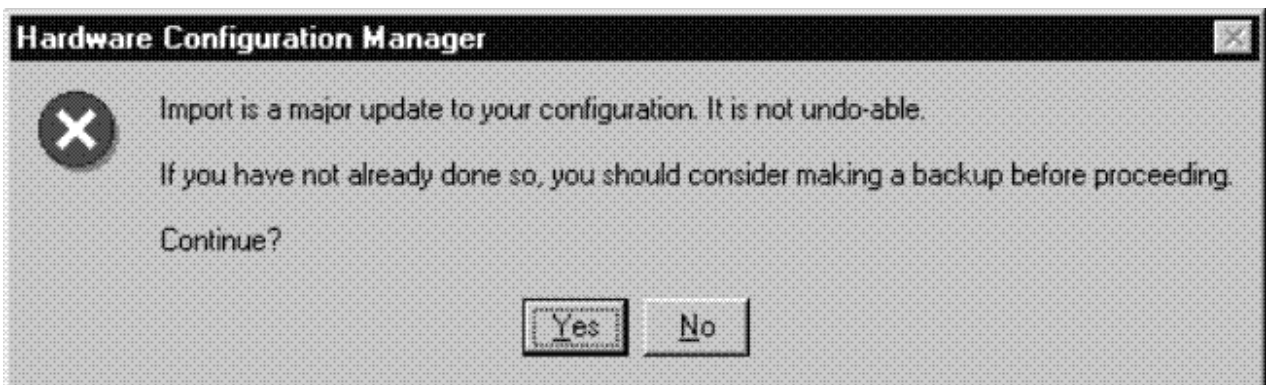 Hardware Configuration Manager
Import is a major update to your configuration. It is not undo-able.
If you have not already done so, you should consider making a backup before proceeding.
Continue?
Yes No